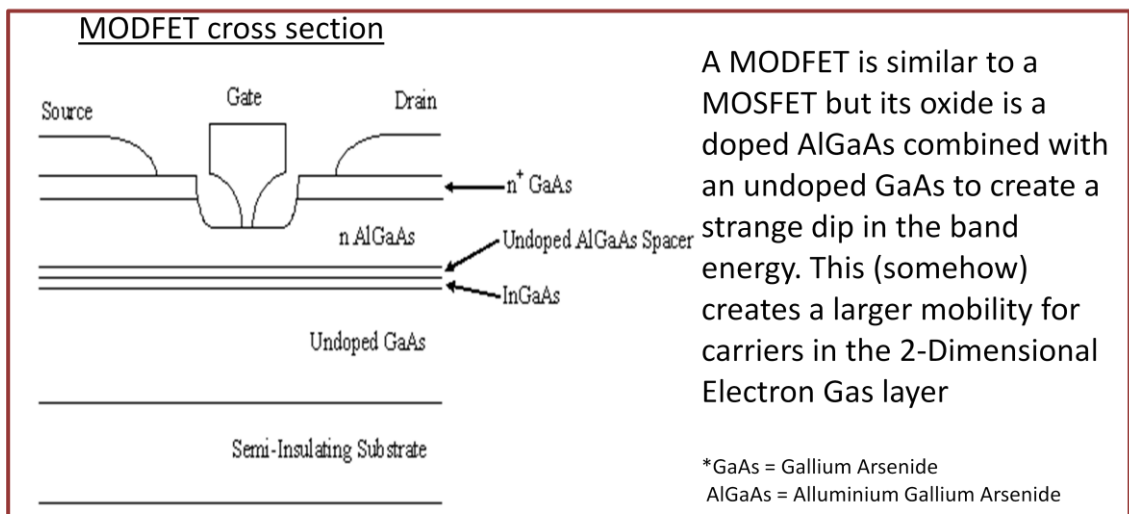 MODFET cross section
Source
Gate
Drain
n⁺ GaAs
n AlGaAs
Undoped AlGaAs Spacer
InGaAs
Undoped GaAs
Semi-Insulating Substrate
A MODFET is similar to a
MOSFET but its oxide is a
doped AlGaAs combined with
an undoped GaAs to create a
strange dip in the band
energy. This (somehow)
creates a larger mobility for
carriers in the 2-Dimensional
Electron Gas layer
*GaAs = Gallium Arsenide
AlGaAs = Alluminium Gallium Arsenide